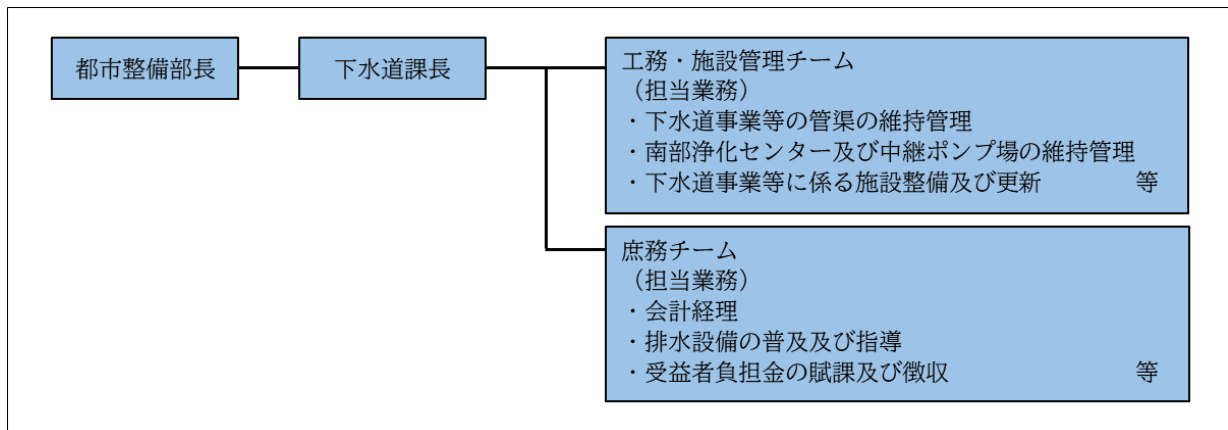 都市整備部長
下水道課長
工務・施設管理チーム
（担当業務）
・下水道事業等の管渠の維持管理
・南部浄化センター及び中継ポンプ場の維持管理
・下水道事業等に係る施設整備及び更新　　　　等
庶務チーム
（担当業務）
・会計経理
・排水設備の普及及び指導
・受益者負担金の賦課及び徴収　　　　　　　　等